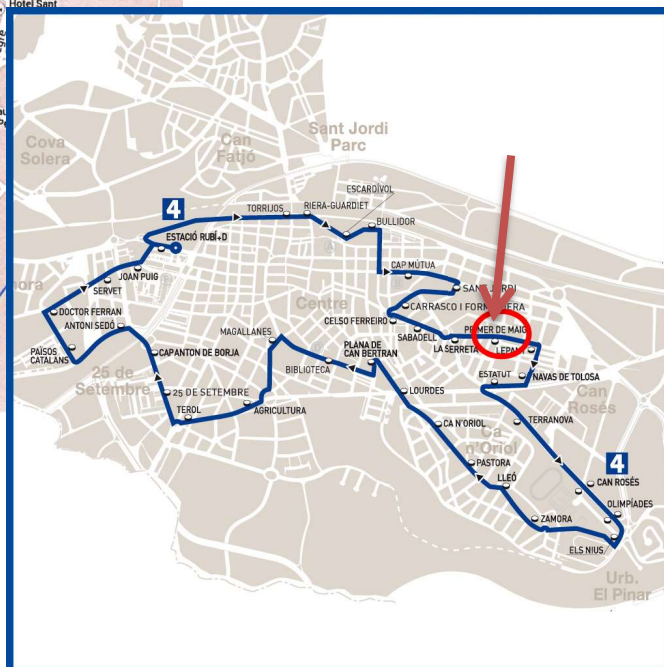 Hotel Sant
Cova
Solera
Can
Fatjó
Sant Jordi
Parc
ESCARDÍVOL
4
TORRIJOS
RIERA-GUARDIET
BULLIDOR
ESTACIÓ RUBÍ+D
JOAN PUIG
SERVET
CAP MÚTUA
SANT JORDI
DOCTOR FERRAN
ANTONI SEDÓ
Centre
CARRASCO I FORMIGUERA
CELSO FERREIRO
SABADELL
PRIMER DE MAIG
MAGALLANES
PLANA DE
CAN BERTRAN
LA SERRETA
LEPANT
PAÏSOS
CATALANS
CAP ANTON DE BORJA
BIBLIOTECA
ESTATUT
NAVAS DE TOLOSA
25 de
Setembre
25 DE SETEMBRE
LOURDES
Can
Rosés
TEROL
AGRICULTURA
CA N'ORIOL
TERRANOVA
Ca
n'Oriol
PASTORA
4
LLEÓ
CAN ROSÉS
OLIMPÍADES
ZAMORA
ELS NIUS
Urb.
El Pinar